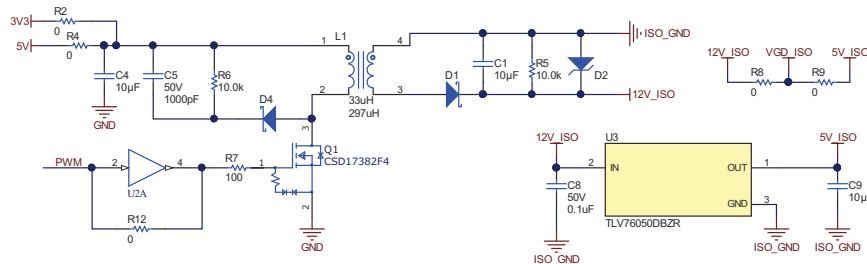 R2
3V3
0
R4
5V
0
C4
10µF
GND
C5
50V
1000pF
R6
10.0k
D4
L1
1
2
4
3
33uH
297uH
D1
C1
10µF
R5
10.0k
D2
ISO_GND
12V_ISO
12V_ISO
VGD_ISO
5V_ISO
R8
0
R9
0
PWM
2
4
U2A
R12
0
R7
100
1
3
Q1
CSD17382F4
2
GND
12V_ISO
C8
50V
0.1uF
ISO_GND
U3
2
IN
OUT
1
GND
3
TLV76050DBZR
ISO_GND
5V_ISO
C9
ISO_GND